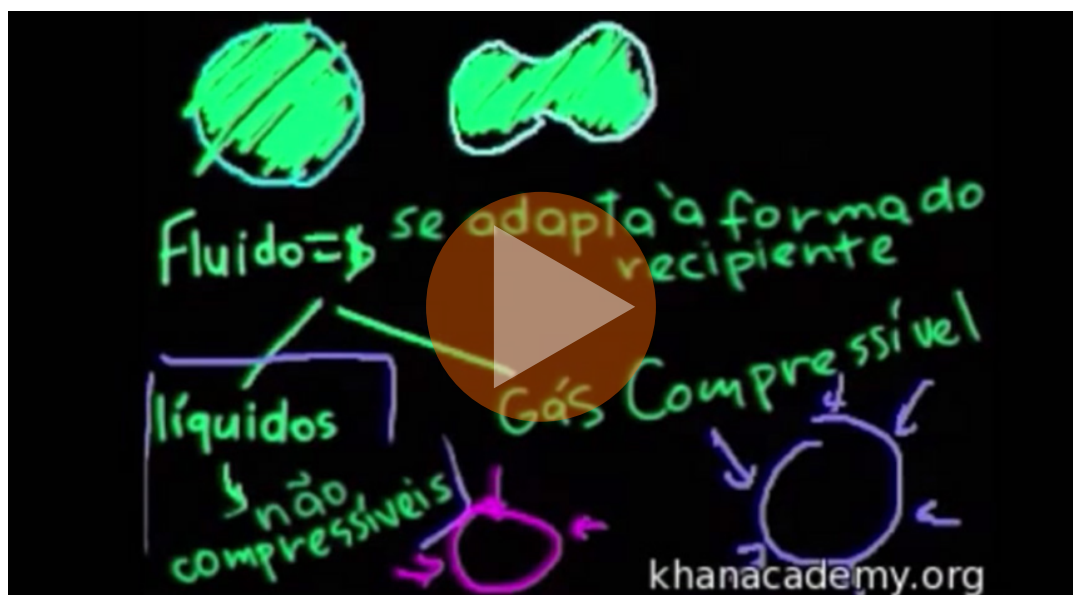 Fluido= se adapta à forma do
recipiente
líquidos
não
compressíveis
Gás Compressível
khanacademy.org